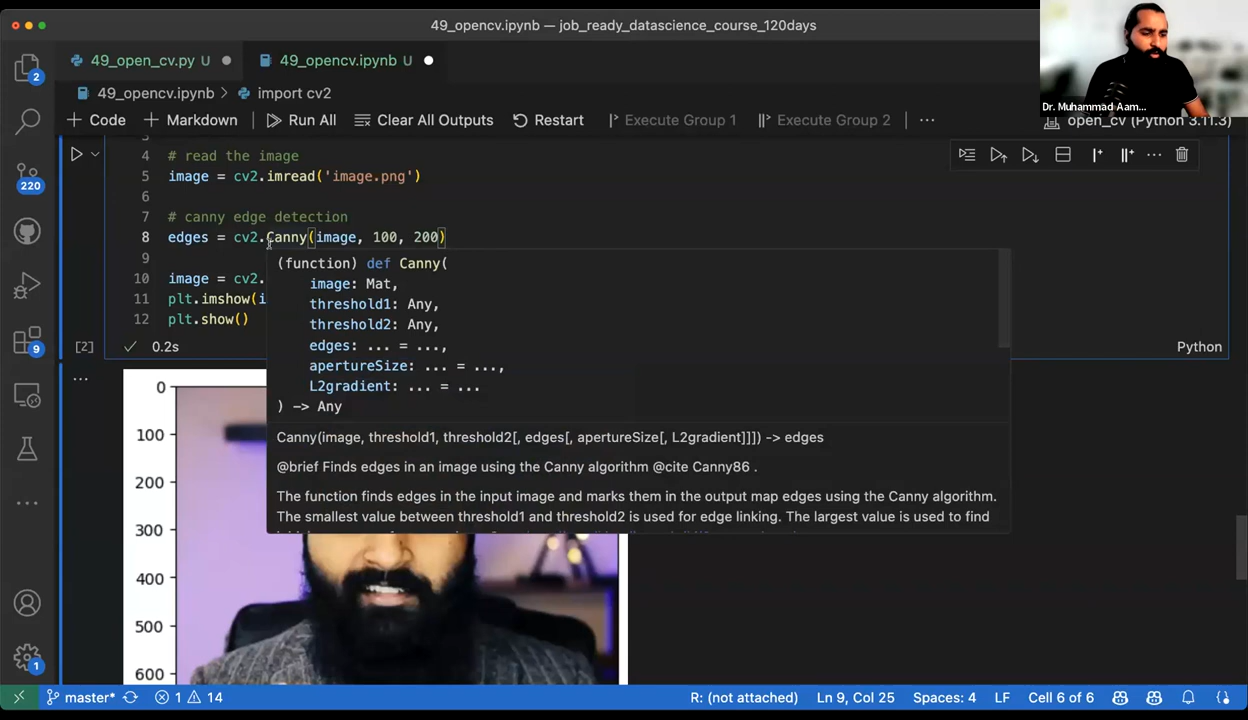 49_opencv.ipynb — job_ready_datascience_course_120days
49_open_cv.py U
49_opencv.ipynb U
49_opencv.ipynb > import cv2
Dr. Muhammad Aam...
+ Code + Markdown Run All Clear All Outputs Restart Execute Group 1 Execute Group 2 ...
open_cv (Python 3.11.3)
2
220
9
1
4 # read the image
5 image = cv2.imread('image.png')
6
7 # canny edge detection
8 edges = cv2.Canny(image, 100, 200)
9
10 image = cv2.
11 plt.imshow(i
12 plt.show()
[2] 0.2s
Python
(function) def Canny(
image: Mat,
threshold1: Any,
threshold2: Any,
edges: ... = ...,
apertureSize: ... = ...,
L2gradient: ... = ...
) -> Any
Canny(image, threshold1, threshold2[, edges[, apertureSize[, L2gradient]]]) -> edges
@brief Finds edges in an image using the Canny algorithm @cite Canny86 .
The function finds edges in the input image and marks them in the output map edges using the Canny algorithm.
The smallest value between threshold1 and threshold2 is used for edge linking. The largest value is used to find
0
100
200
300
400
500
600
master* 1 14 R: (not attached) Ln 9, Col 25 Spaces: 4 LF Cell 6 of 6